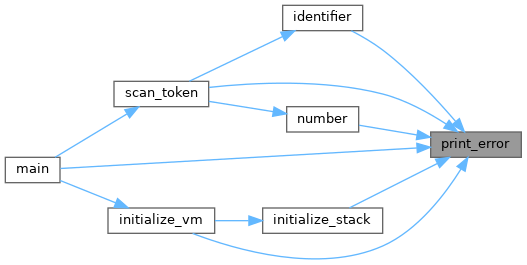 identifier
scan_token
number
print_error
main
initialize_vm
initialize_stack